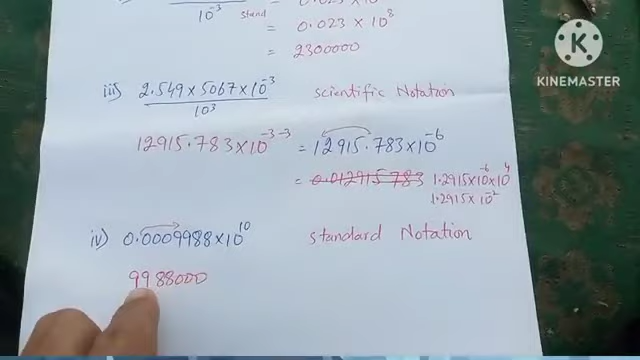 10⁻³ stand
= 0.023 × 10⁸
= 2300000
iii) 2.549 × 5067 × 10⁻³ scientific Notation
10³
12915.783 × 10⁻³⁻³ = 12915.783 × 10⁻⁶
= 0.012915783 1.2915 × 10⁻⁶ × 10⁴
1.2915 × 10⁻²
iv) 0.0009988 × 10¹⁰ standard Notation
9988000
K
KINEMASTER